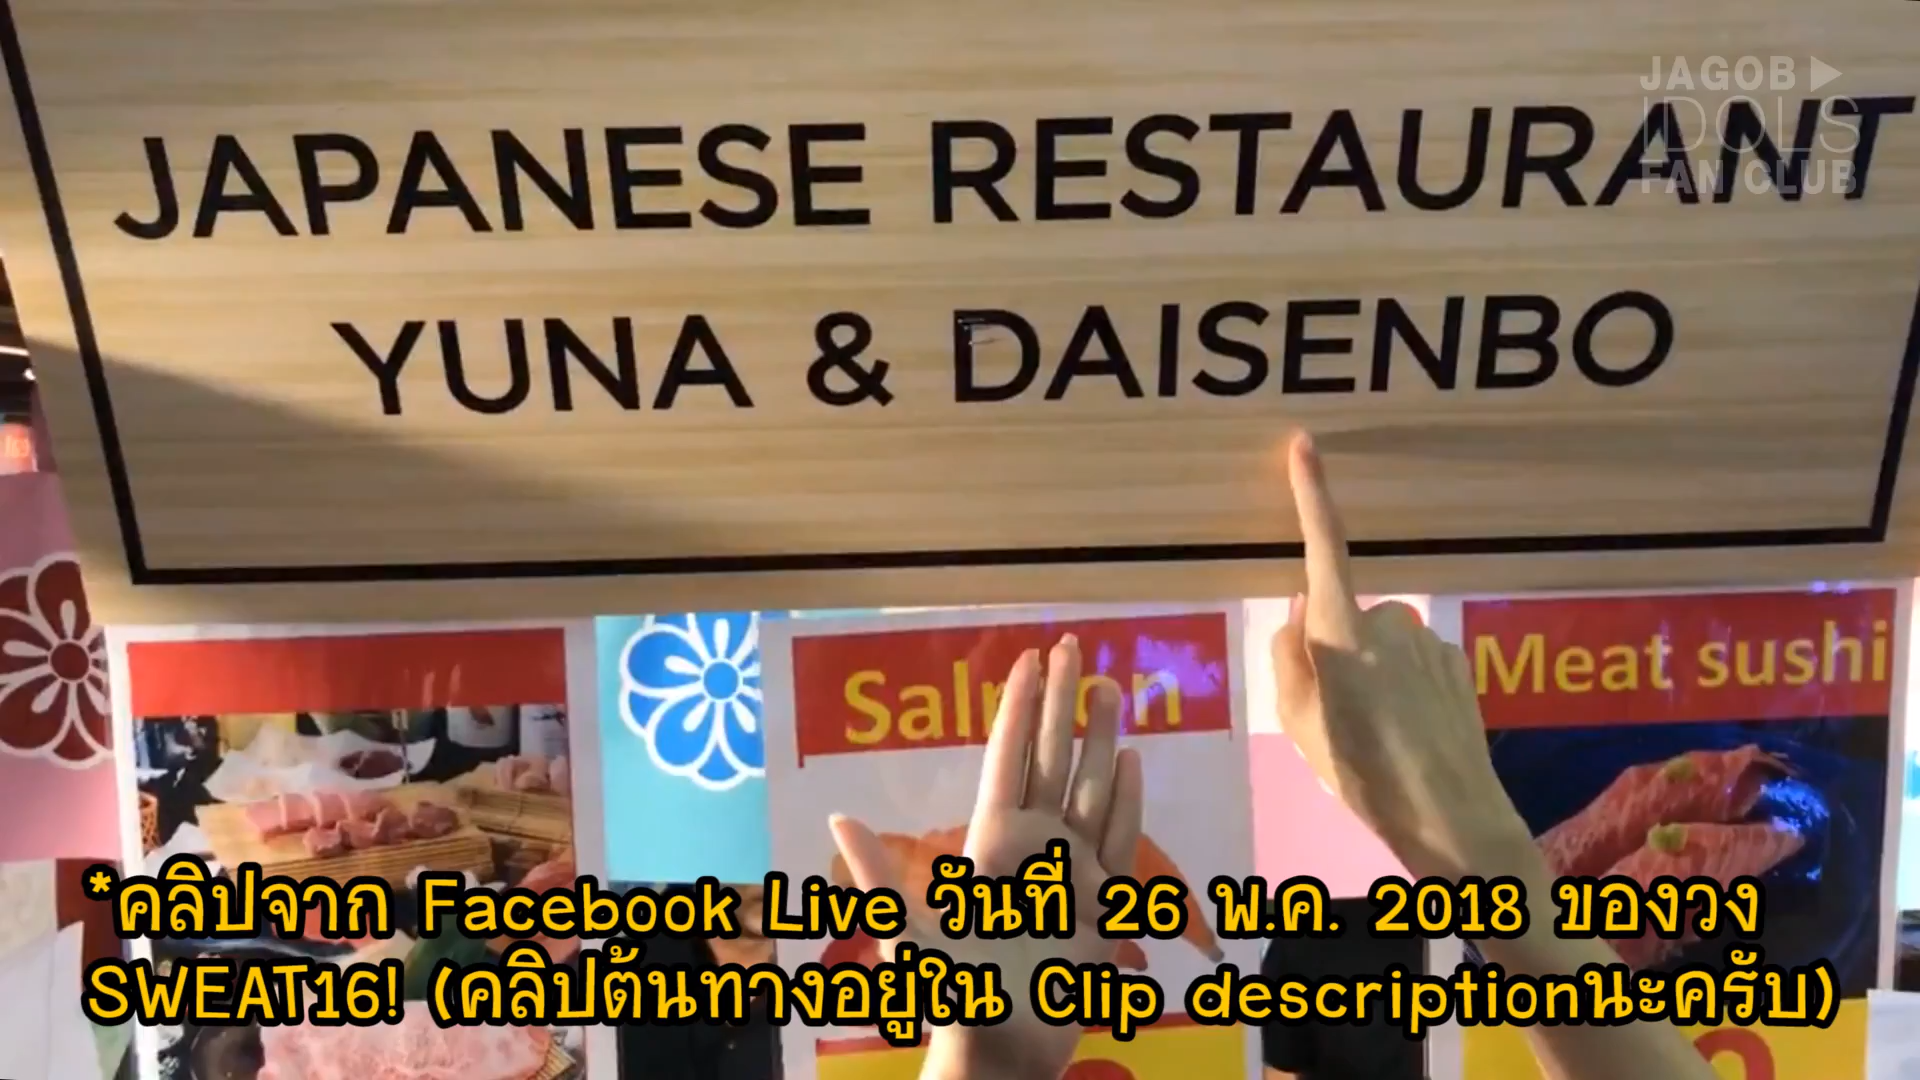 JAGOB
IDOLS
FAN CLUB
JAPANESE RESTAURANT
YUNA & DAISENBO
Salmon
Meat sushi
*คลิปจาก Facebook Live วันที่ 26 พ.ค. 2018 ของวง
SWEAT16! (คลิปต้นทางอยู่ใน Clip descriptionนะครับ)